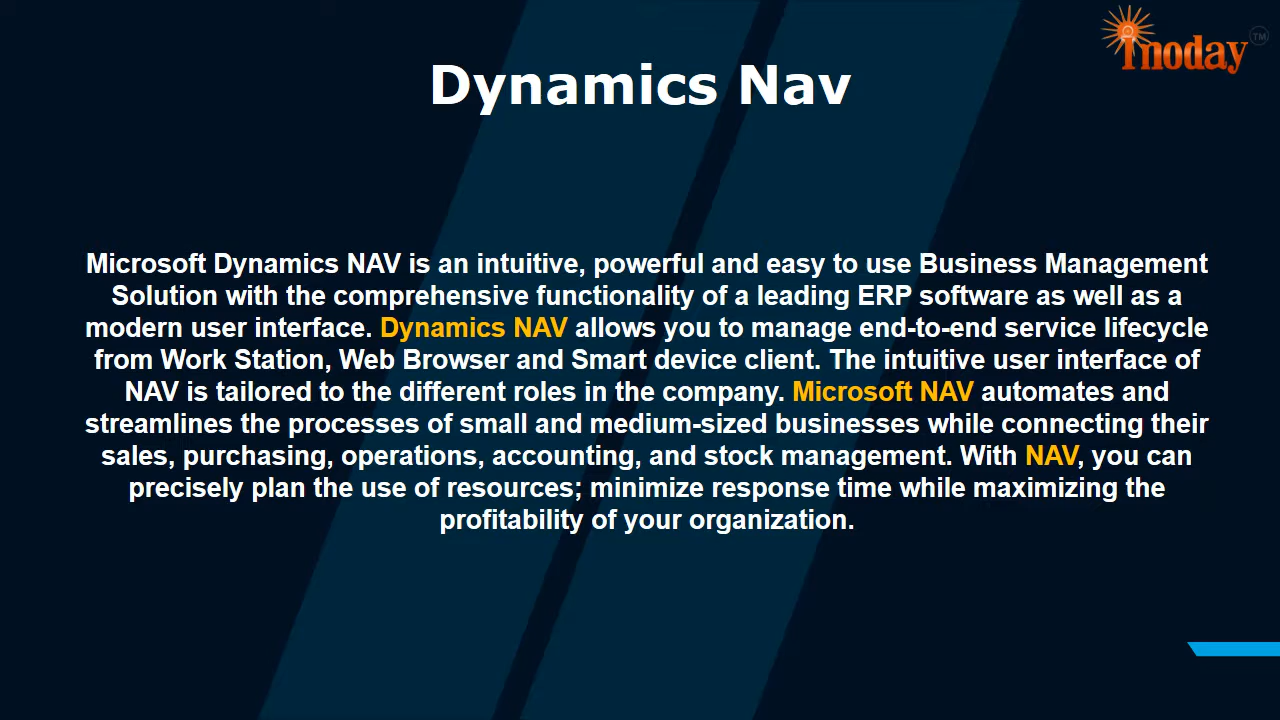 Inoday TM
Dynamics Nav
Microsoft Dynamics NAV is an intuitive, powerful and easy to use Business Management
Solution with the comprehensive functionality of a leading ERP software as well as a
modern user interface. Dynamics NAV allows you to manage end-to-end service lifecycle
from Work Station, Web Browser and Smart device client. The intuitive user interface of
NAV is tailored to the different roles in the company. Microsoft NAV automates and
streamlines the processes of small and medium-sized businesses while connecting their
sales, purchasing, operations, accounting, and stock management. With NAV, you can
precisely plan the use of resources; minimize response time while maximizing the
profitability of your organization.